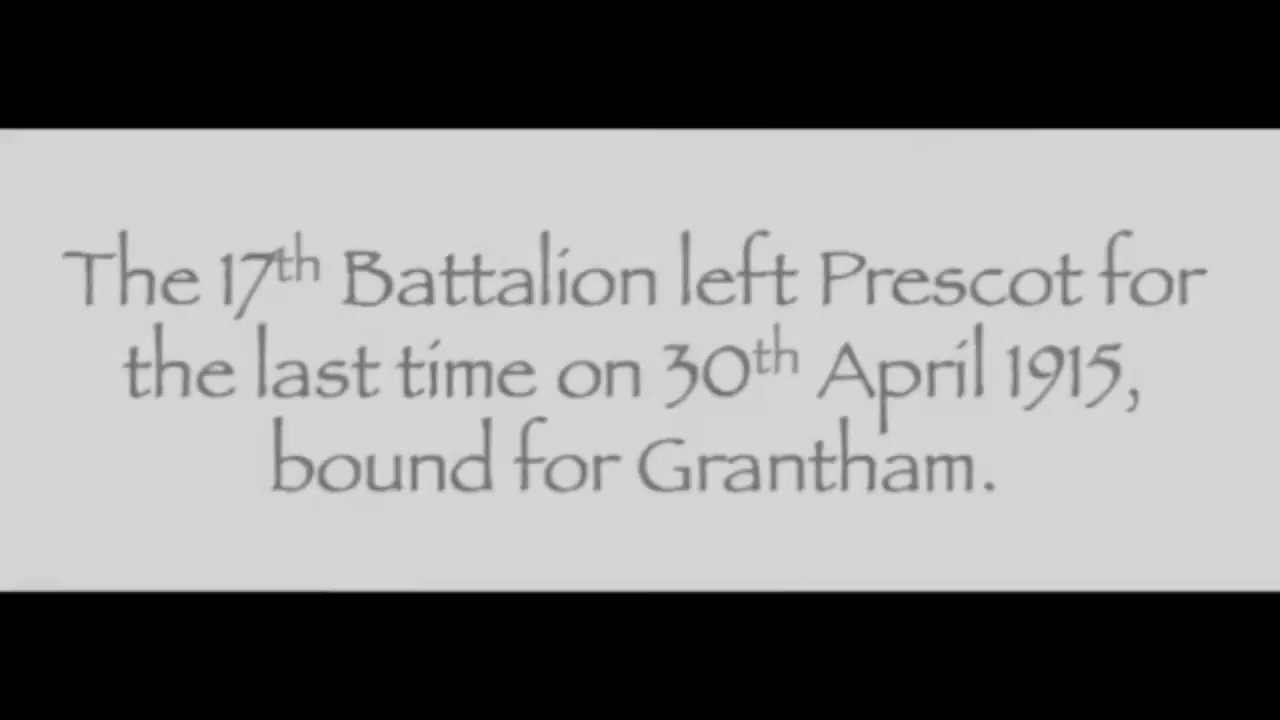 The 17th Battalion left Prescot for
the last time on 30th April 1915,
bound for Grantham.